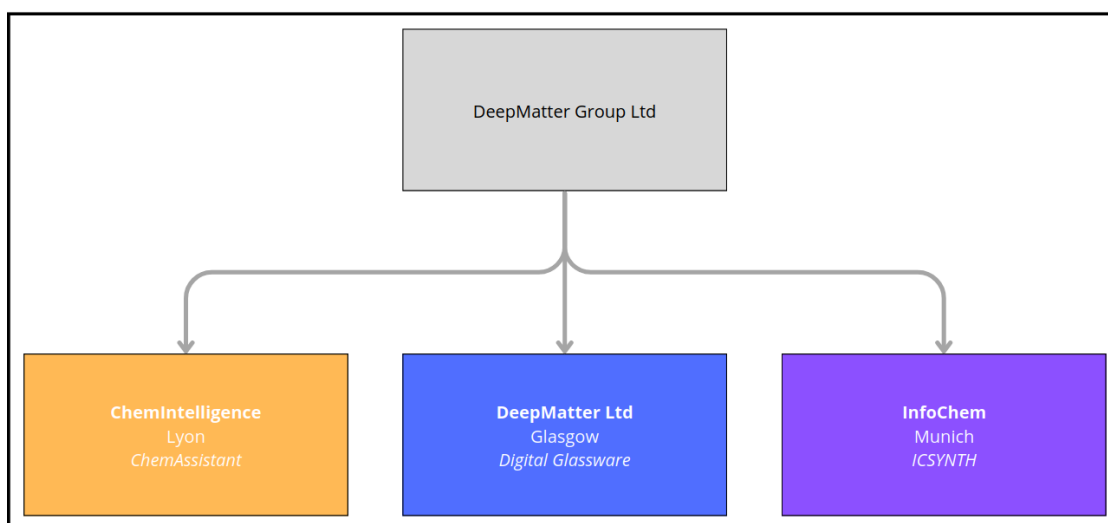 DeepMatter Group Ltd
ChemIntelligence
Lyon
ChemAssistant
DeepMatter Ltd
Glasgow
Digital Glassware
InfoChem
Munich
ICSYNTH